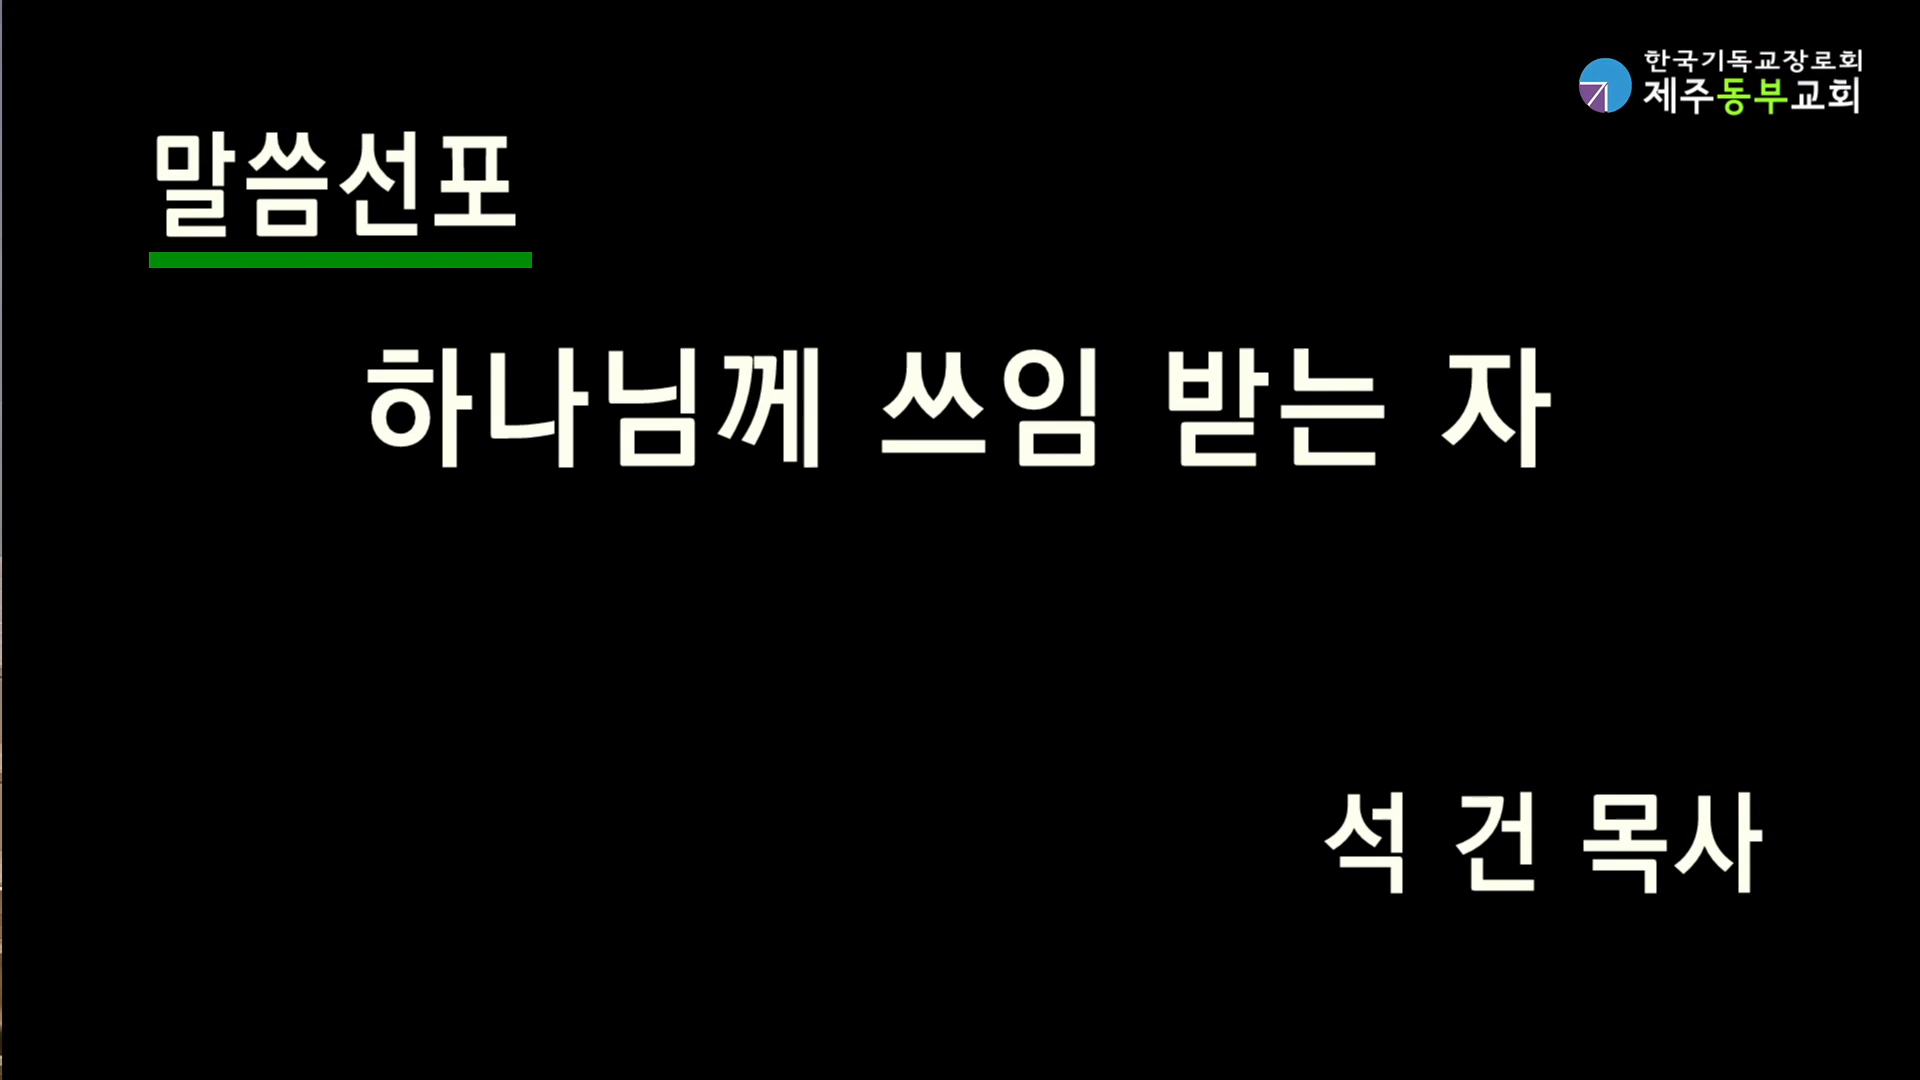 한국기독교장로회
제주동부교회
말씀선포
하나님께 쓰임 받는 자
석 건 목사